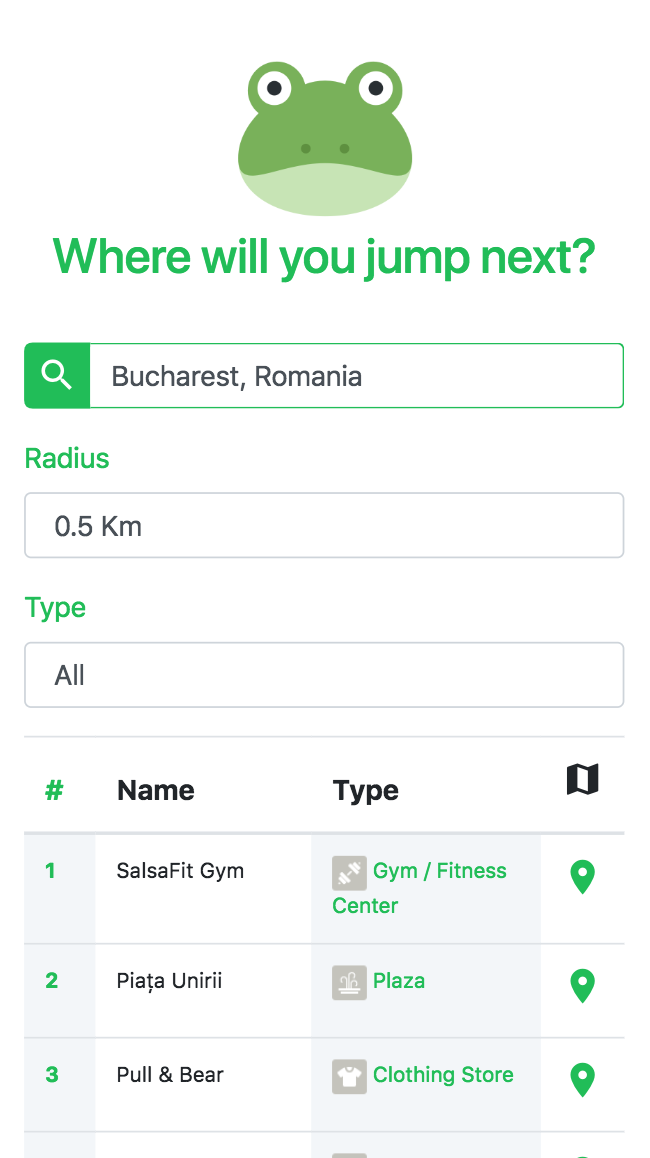 Where will you jump next?
Bucharest, Romania
Radius
0.5 Km
Type
All
# Name Type
1 SalsaFit Gym Gym / Fitness
Center
2 Piața Unirii Plaza
3 Pull & Bear Clothing Store